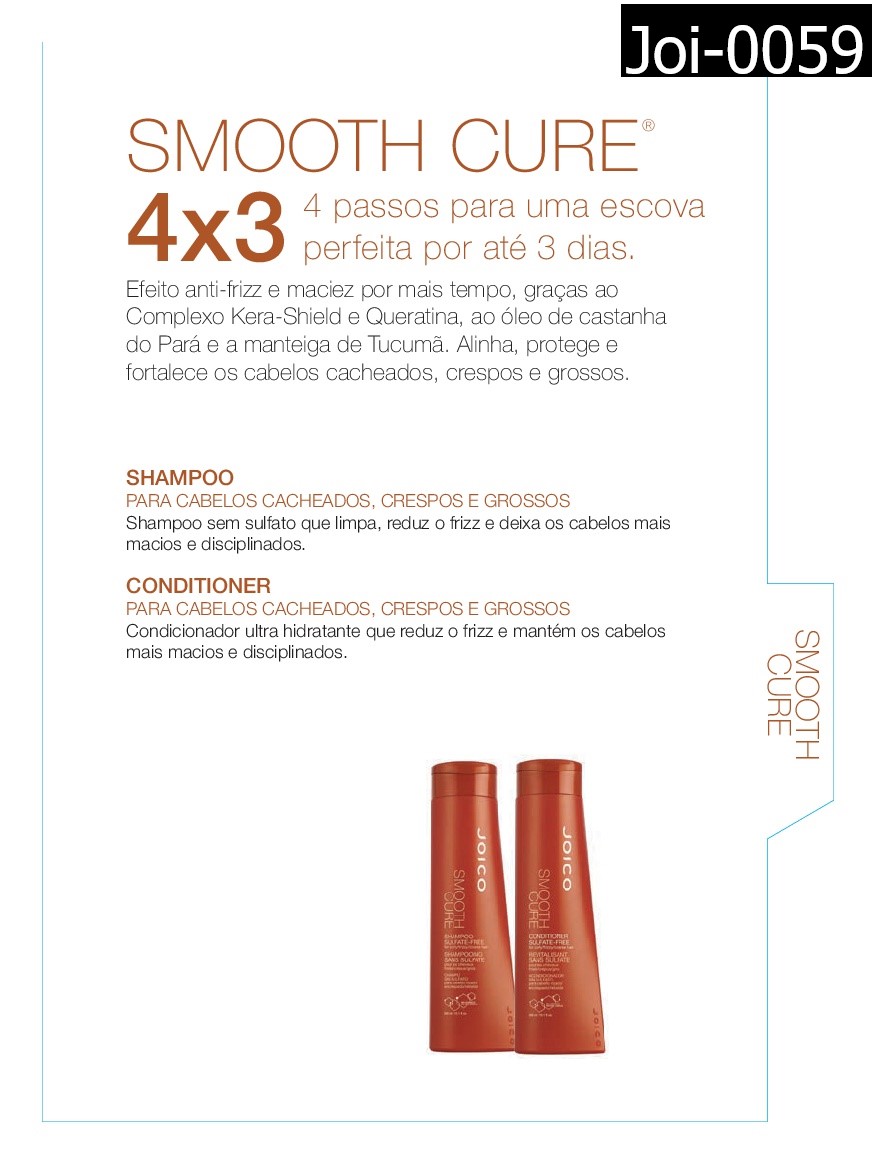 Joi-0059
SMOOTH CURE®
4x3
4 passos para uma escova
perfeita por até 3 dias.
Efeito anti-frizz e maciez por mais tempo, graças ao
Complexo Kera-Shield e Queratina, ao óleo de castanha
do Pará e a manteiga de Tucumã. Alinha, protege e
fortalece os cabelos cacheados, crespos e grossos.
SHAMPOO
PARA CABELOS CACHEADOS, CRESPOS E GROSSOS
Shampoo sem sulfato que limpa, reduz o frizz e deixa os cabelos mais
macios e disciplinados.
CONDITIONER
PARA CABELOS CACHEADOS, CRESPOS E GROSSOS
Condicionador ultra hidratante que reduz o frizz e mantém os cabelos
mais macios e disciplinados.
SMOOTH
CURE
JOICO
SMOOTH
CURE
SHAMPOO
SULFATE-FREE
SHAMPOOING
SANS SULFATE
joico
JOICO
SMOOTH
CURE
CONDITIONER
SULFATE-FREE
REVITALISANT
SANS SULFATE
joico